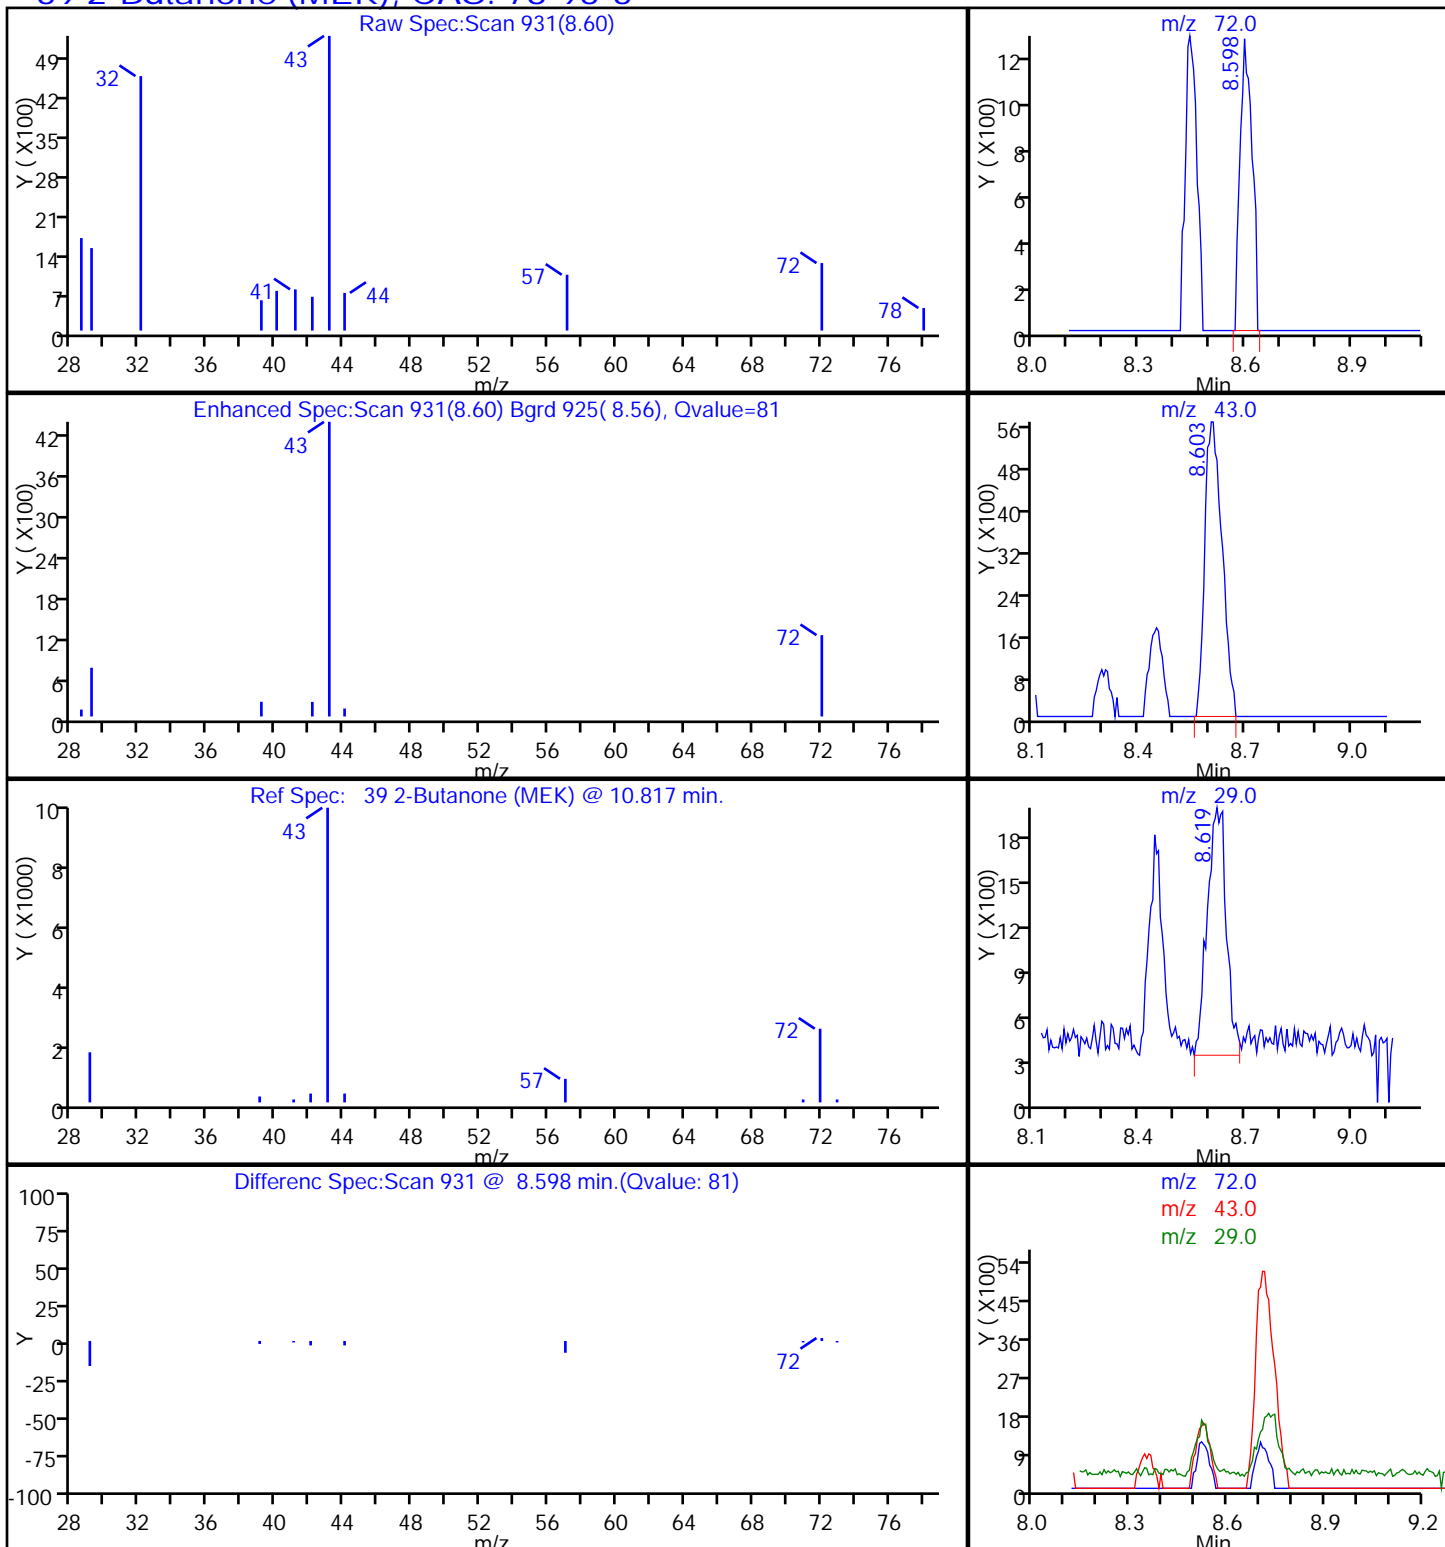 Raw Spec:Scan 931(8.60)
Y ( X100)
49
42
35
28
21
14
7
0
32
43
41
44
57
72
78
28 32 36 40 44 48 52 56 60 64 68 72 76
m/z
m/z 72.0
Y ( X100)
12
10
8
6
4
2
0
8.598
8.0 8.3 8.6 8.9
Min
Enhanced Spec:Scan 931(8.60) Bgrd 925( 8.56), Qvalue=81
Y ( X100)
42
36
30
24
18
12
6
0
43
72
28 32 36 40 44 48 52 56 60 64 68 72 76
m/z
m/z 43.0
Y ( X100)
56
48
40
32
24
16
8
0
8.603
8.1 8.4 8.7 9.0
Min
Ref Spec: 39 2-Butanone (MEK) @ 10.817 min.
Y ( X1000)
10
8
6
4
2
0
43
57
72
28 32 36 40 44 48 52 56 60 64 68 72 76
m/z
m/z 29.0
Y ( X100)
18
15
12
9
6
3
0
8.619
8.1 8.4 8.7 9.0
Min
Differenc Spec:Scan 931 @ 8.598 min.(Qvalue: 81)
Y
100
75
50
25
0
-25
-50
-75
-100
72
28 32 36 40 44 48 52 56 60 64 68 72 76
m/z
m/z 72.0
m/z 43.0
m/z 29.0
Y ( X100)
54
45
36
27
18
9
0
8.0 8.3 8.6 8.9 9.2
Min